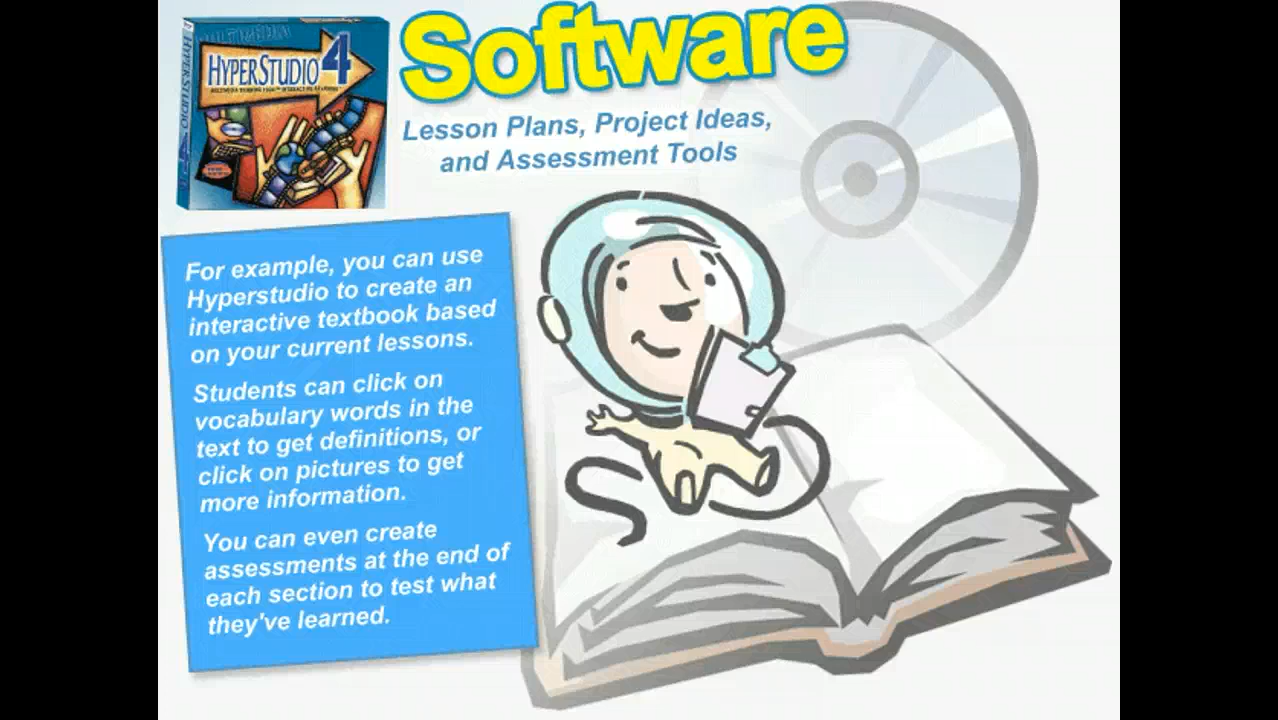 MULTIMEDIA
HYPERSTUDIO 4
HYPERSTUDIO 4
Software
Lesson Plans, Project Ideas,
and Assessment Tools
For example, you can use
Hyperstudio to create an
interactive textbook based
on your current lessons.
Students can click on
vocabulary words in the
text to get definitions, or
click on pictures to get
more information.
You can even create
assessments at the end of
each section to test what
they've learned.